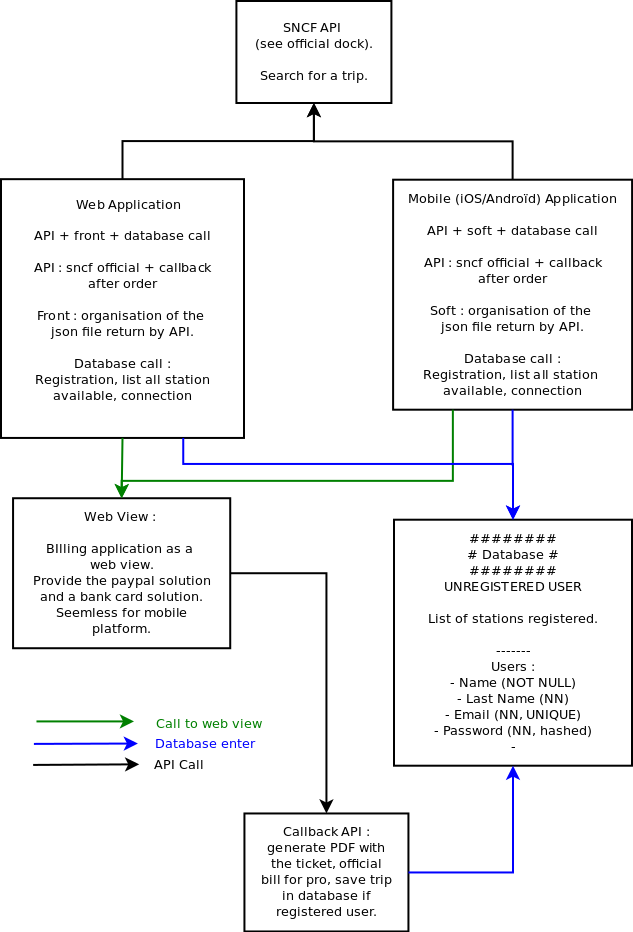 SNCF API
(see official dock).
Search for a trip.
Web Application
API + front + database call
API : sncf official + callback
after order
Front : organisation of the
json file return by API.
Database call :
Registration, list all station
available, connection
Mobile (iOS/Androïd) Application
API + soft + database call
API : sncf official + callback
after order
Soft : organisation of the
json file return by API.
Database call :
Registration, list all station
available, connection
Web View :
BIlling application as a
web view.
Provide the paypal solution
and a bank card solution.
Seemless for mobile
platform.
########
# Database #
########
UNREGISTERED USER
List of stations registered.
-------
Users :
- Name (NOT NULL)
- Last Name (NN)
- Email (NN, UNIQUE)
- Password (NN, hashed)
-
Call to web view
Database enter
API Call
Callback API :
generate PDF with
the ticket, official
bill for pro, save trip
in database if
registered user.